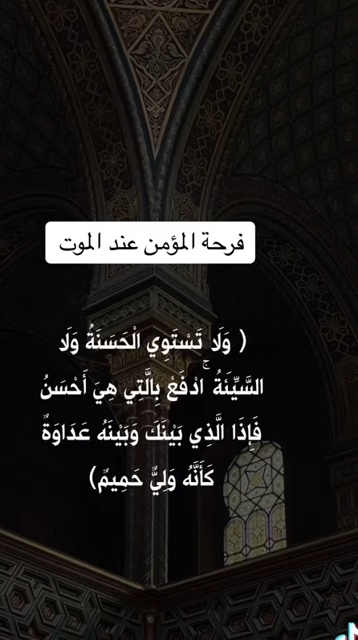 فرحة المؤمن عند الموت
( وَلَا تَسْتَوِي الْحَسَنَةُ وَلَا
السَّيِّئَةُ ۚ ادْفَعْ بِالَّتِي هِيَ أَحْسَنُ
فَإِذَا الَّذِي بَيْنَكَ وَبَيْنَهُ عَدَاوَةٌ
كَأَنَّهُ وَلِيٌّ حَمِيمٌ)